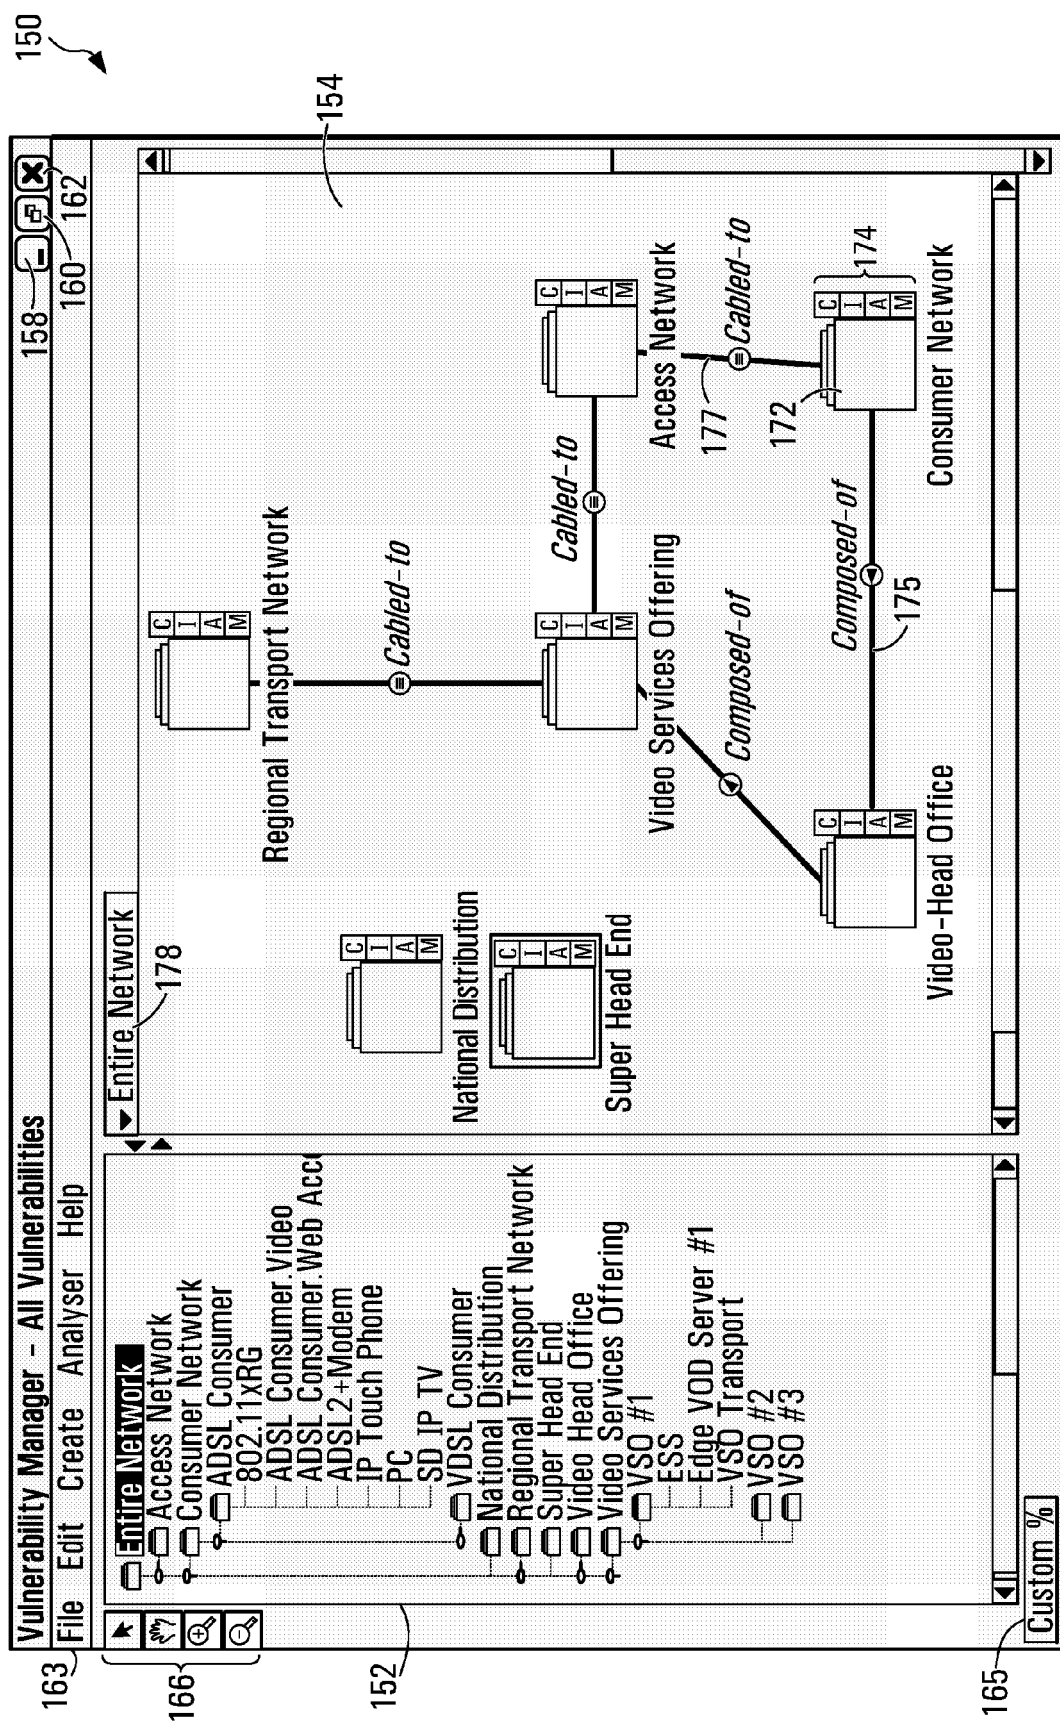 150
Vulnerability Manager - All Vulnerabilities
158
160
162
163
File Edit Create Analyser Help
166
152
Entire Network
Access Network
Consumer Network
ADSL Consumer
802.11xRG
ADSL Consumer.Video
ADSL Consumer.Web Acc
ADSL2+Modem
IP Touch Phone
PC
SD IP TV
VDSL Consumer
National Distribution
Regional Transport Network
Super Head End
Video Head Office
Video Services Offering
VSO #1
ESS
Edge VOD Server #1
VSO Transport
VSO #2
VSO #3
Entire Network
178
154
C
I
A
M
Regional Transport Network
Cabled-to
C
I
A
M
National Distribution
C
I
A
M
Super Head End
C
I
A
M
Video Services Offering
Cabled-to
C
I
A
M
Access Network
177
Cabled-to
Composed-of
172
C
I
A
M
174
Consumer Network
Composed-of
175
C
I
A
M
Video-Head Office
165
Custom %